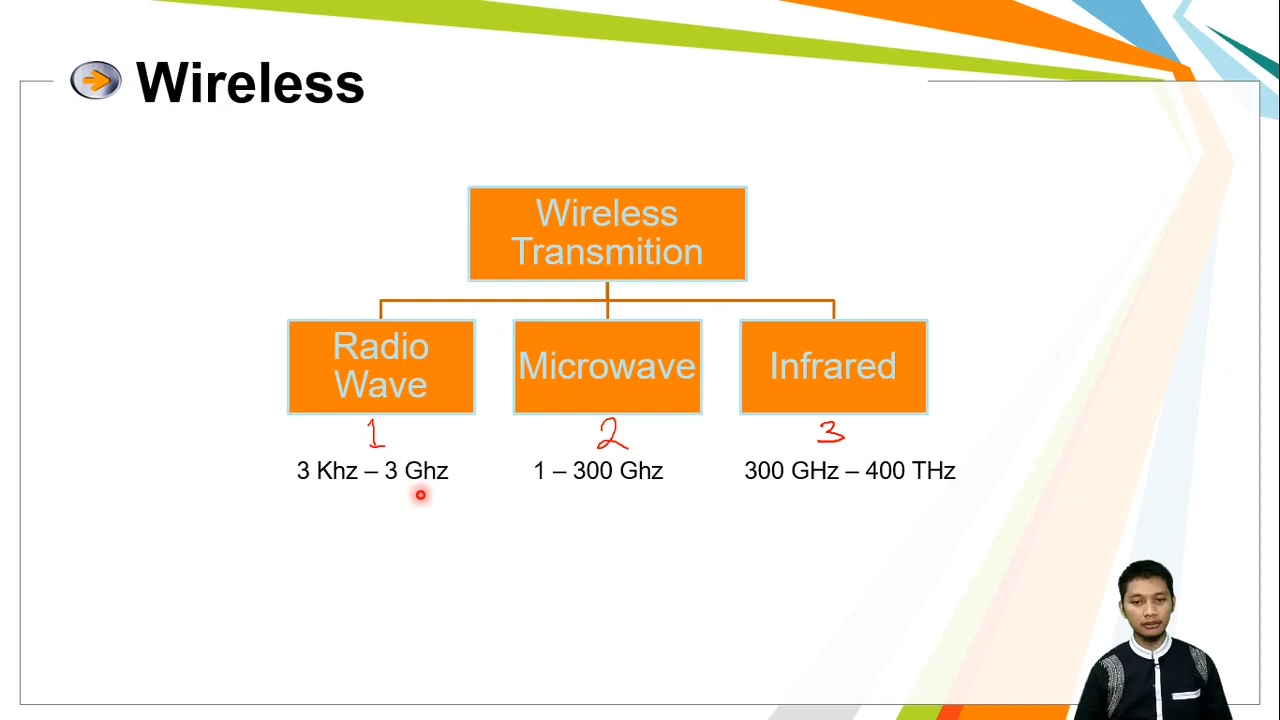 Wireless
Wireless
Transmition
Radio
Wave
Microwave
Infrared
1
2
3
3 Khz – 3 Ghz
1 – 300 Ghz
300 GHz – 400 THz